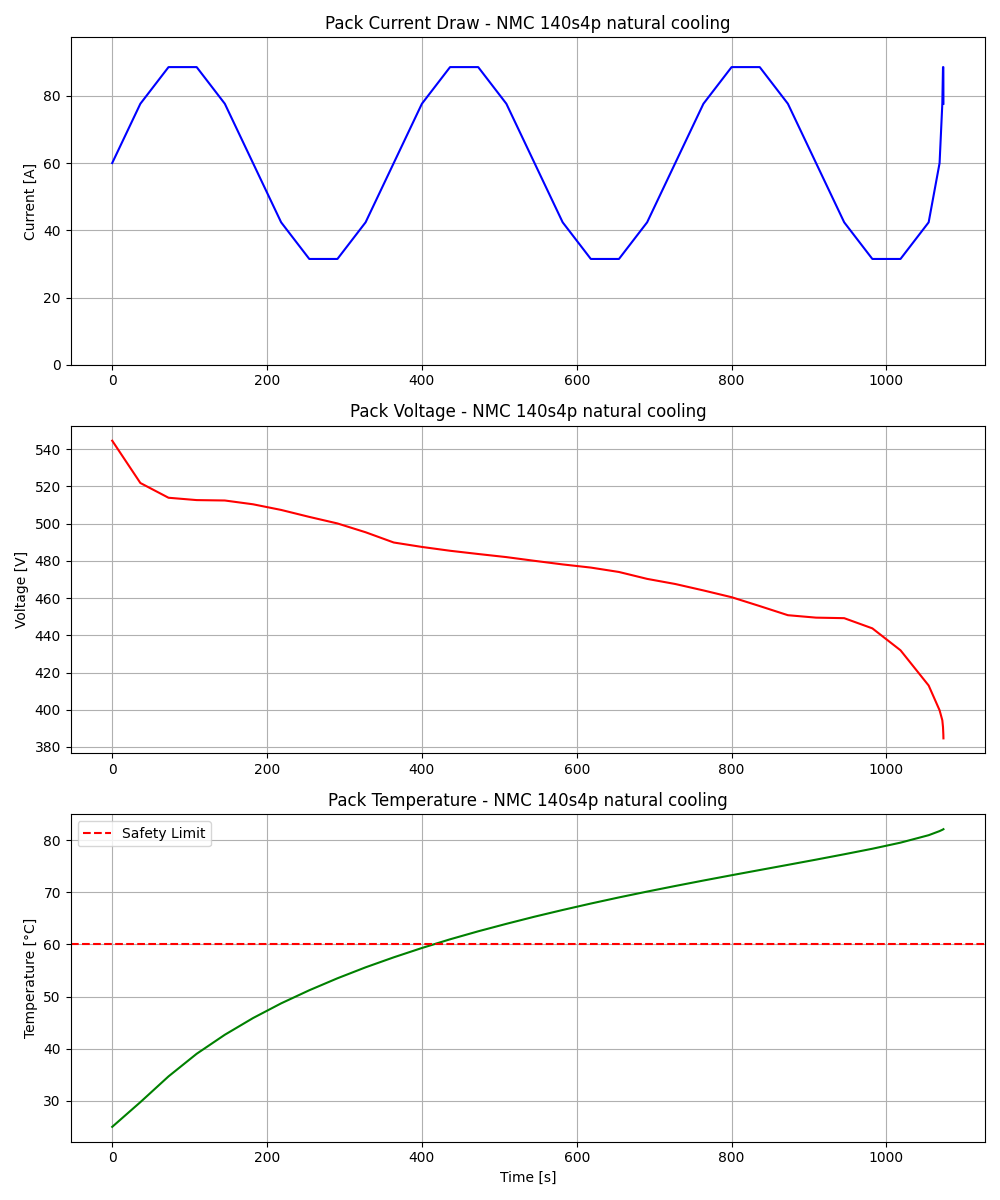 Pack Current Draw - NMC 140s4p natural cooling
Current [A]
80
60
40
20
0
0 200 400 600 800 1000
Pack Voltage - NMC 140s4p natural cooling
Voltage [V]
540
520
500
480
460
440
420
400
380
0 200 400 600 800 1000
Pack Temperature - NMC 140s4p natural cooling
Safety Limit
Temperature [°C]
80
70
60
50
40
30
0 200 400 600 800 1000
Time [s]